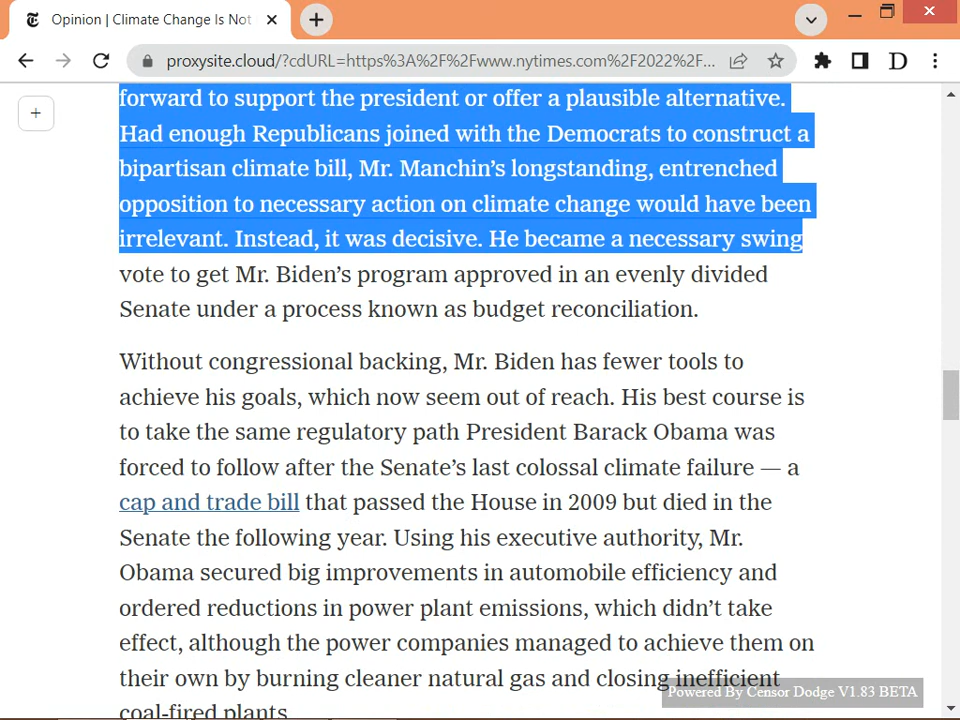 Opinion | Climate Change Is Not
proxysite.cloud/?cdURL=https%3A%2F%2Fwww.nytimes.com%2F2022%2F...
D
forward to support the president or offer a plausible alternative.
Had enough Republicans joined with the Democrats to construct a
bipartisan climate bill, Mr. Manchin’s longstanding, entrenched
opposition to necessary action on climate change would have been
irrelevant. Instead, it was decisive. He became a necessary swing
vote to get Mr. Biden’s program approved in an evenly divided
Senate under a process known as budget reconciliation.
Without congressional backing, Mr. Biden has fewer tools to
achieve his goals, which now seem out of reach. His best course is
to take the same regulatory path President Barack Obama was
forced to follow after the Senate’s last colossal climate failure — a
cap and trade bill that passed the House in 2009 but died in the
Senate the following year. Using his executive authority, Mr.
Obama secured big improvements in automobile efficiency and
ordered reductions in power plant emissions, which didn’t take
effect, although the power companies managed to achieve them on
their own by burning cleaner natural gas and closing inefficient
coal-fired plants.
Powered By Censor Dodge V1.83 BETA